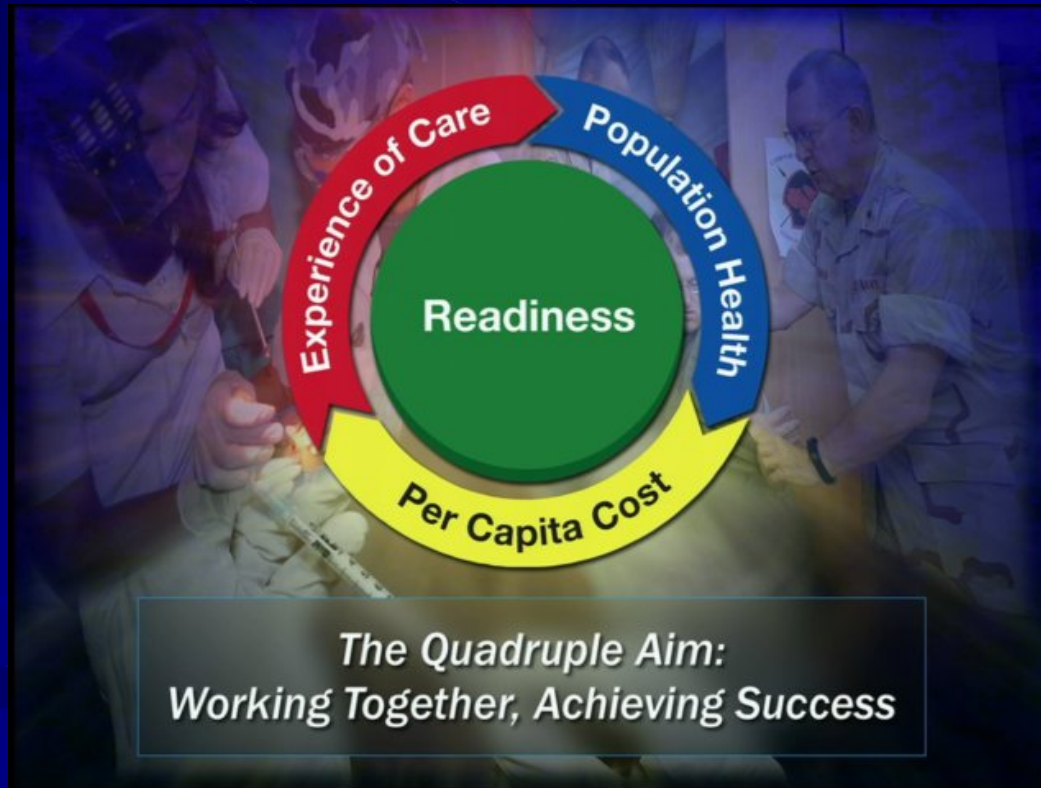 Experience of Care
Population Health
Readiness
Per Capita Cost
The Quadruple Aim:
Working Together, Achieving Success